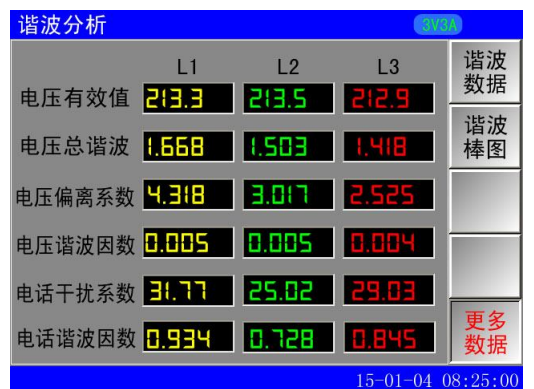 谐波分析 3V3A
L1 L2 L3 谐波数据
电压有效值 213.3 213.5 212.9
电压总谐波 1.668 1.503 1.418 谐波棒图
电压偏离系数 4.318 3.017 2.525
电压谐波因数 0.005 0.005 0.004
电话干扰系数 31.77 25.02 29.03
电话谐波因数 0.934 0.728 0.845 更多数据
15-01-04 08:25:00